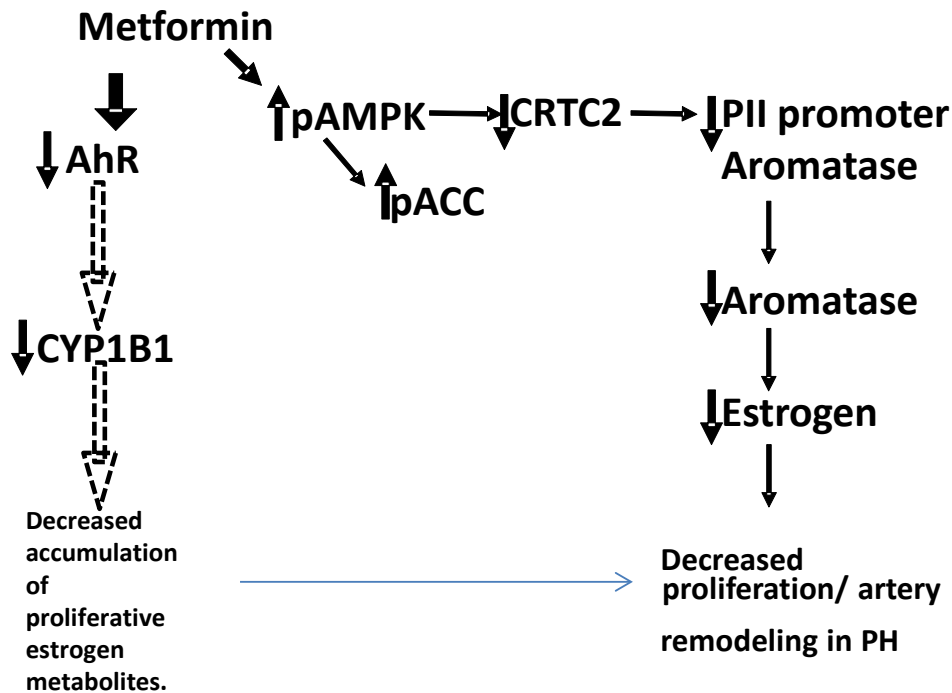 Metformin
pAMPK
CRTC2
PII promoter
Aromatase
AhR
pACC
Aromatase
CYP1B1
Estrogen
Decreased
accumulation
of
proliferative
estrogen
metabolites.
Decreased
proliferation/ artery
remodeling in PH